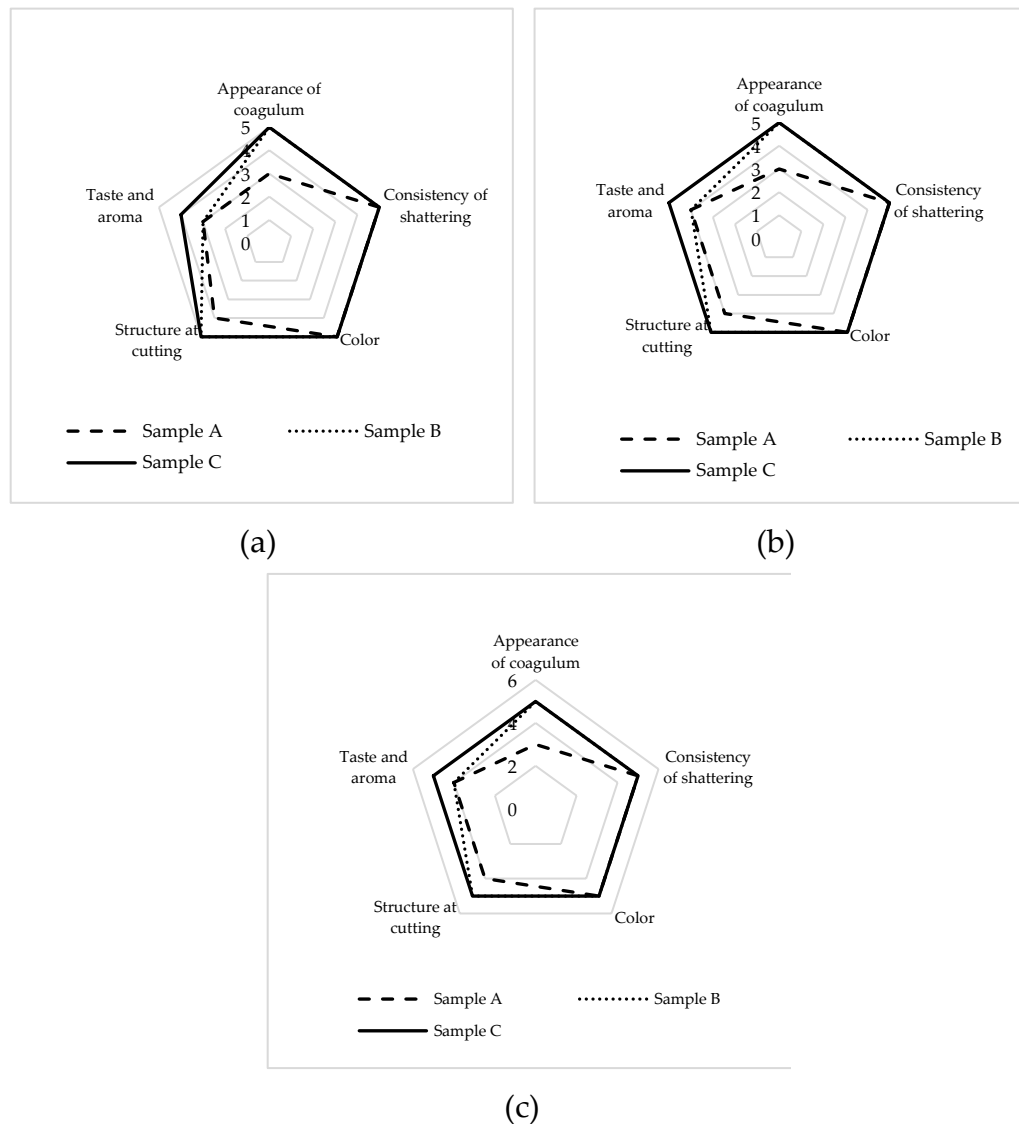 Appearance of
coagulum
5
4
3
2
1
0
Taste and
aroma
Consistency of
shattering
Structure at
cutting
Color
Sample A
Sample B
Sample C
(a)
Appearance
of coagulum
5
4
3
2
1
0
Taste and
aroma
Consistency
of shattering
Structure at
cutting
Color
Sample A
Sample B
Sample C
(b)
Appearance
of coagulum
6
4
2
0
Taste and
aroma
Consistency
of shattering
Structure at
cutting
Color
Sample A
Sample B
Sample C
(c)